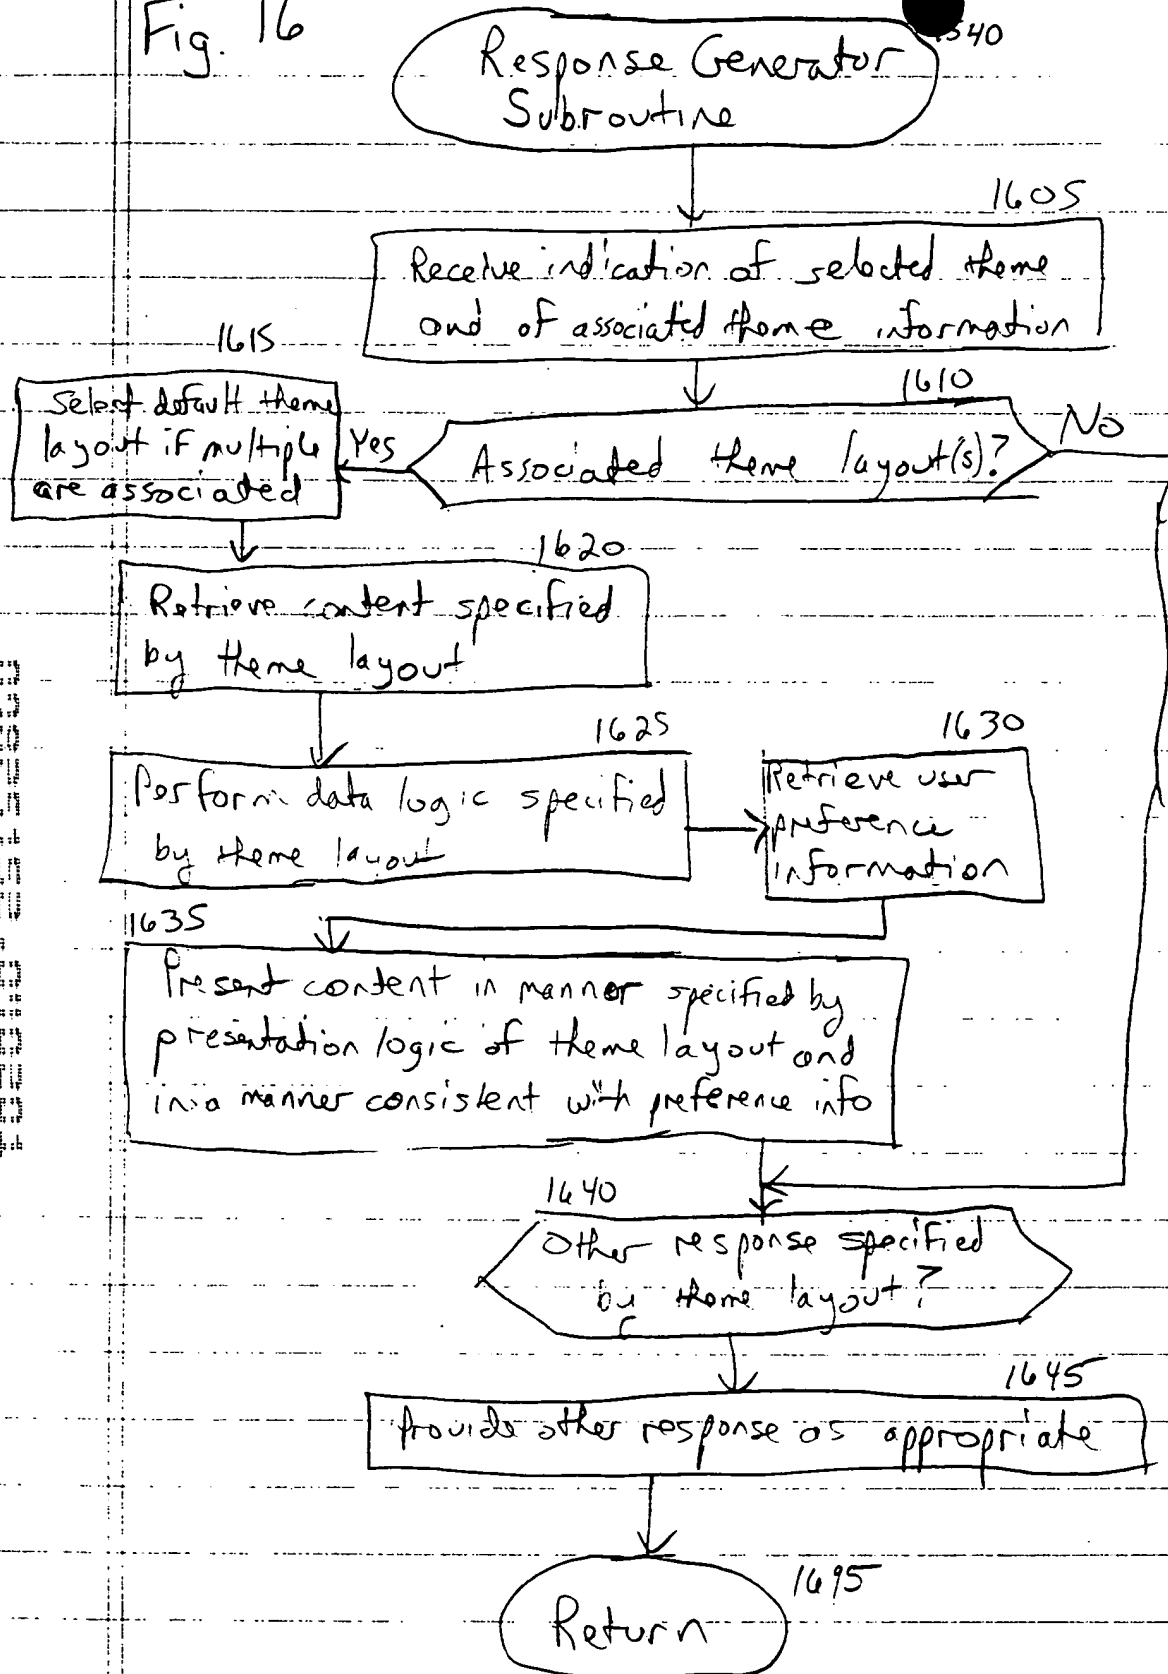 Fig. 16
540
Response Generator
Subroutine
1605
Receive indication of selected theme
and of associated theme information
1615
Select default theme
layout if multiple
are associated
Yes
1610
Associated theme layout(s)?
No
1620
Retrieve content specified
by theme layout
1625
Perform data logic specified
by theme layout
1630
Retrieve user
preference
information
1635
Present content in manner specified by
presentation logic of theme layout and
in a manner consistent with preference info
1640
Other response specified
by theme layout?
1645
Provide other response as appropriate
1695
Return